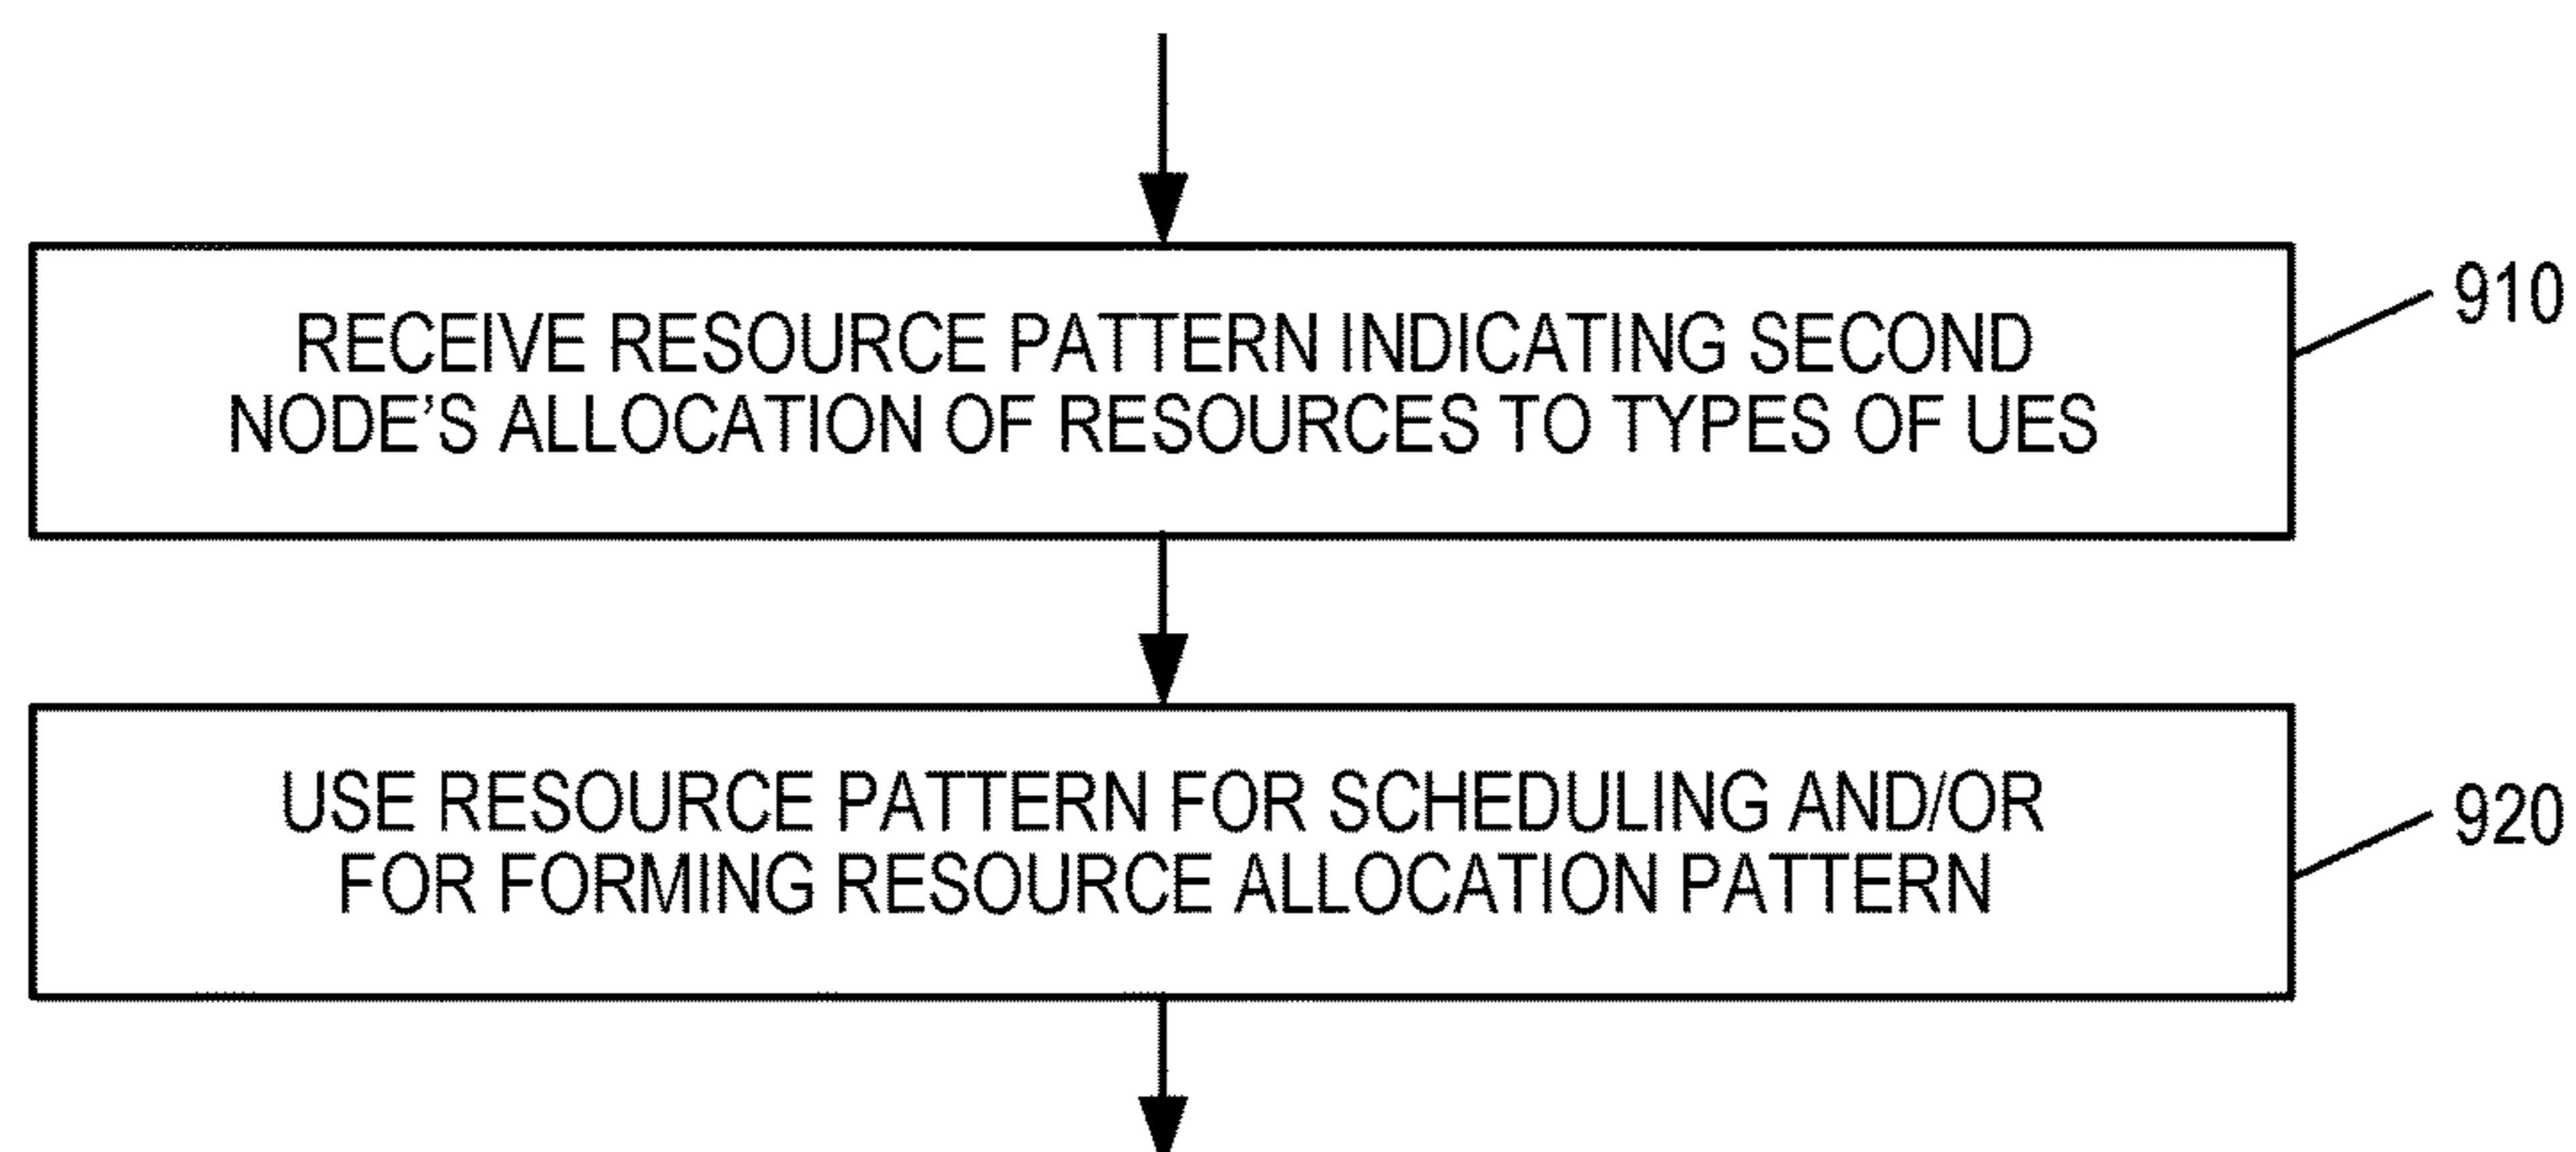 RECEIVE RESOURCE PATTERN INDICATING SECOND
NODE’S ALLOCATION OF RESOURCES TO TYPES OF UES
910
USE RESOURCE PATTERN FOR SCHEDULING AND/OR
FOR FORMING RESOURCE ALLOCATION PATTERN
920